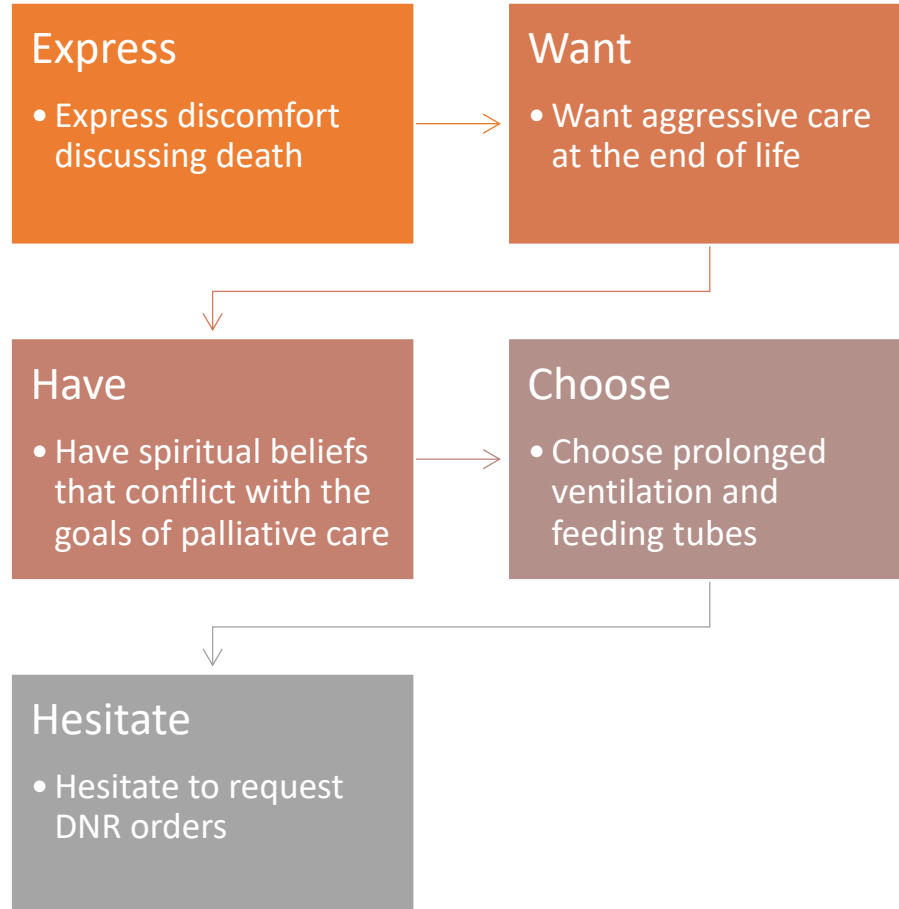 Express
• Express discomfort
discussing death
Want
• Want aggressive care
at the end of life
Have
• Have spiritual beliefs
that conflict with the
goals of palliative care
Choose
• Choose prolonged
ventilation and
feeding tubes
Hesitate
• Hesitate to request
DNR orders